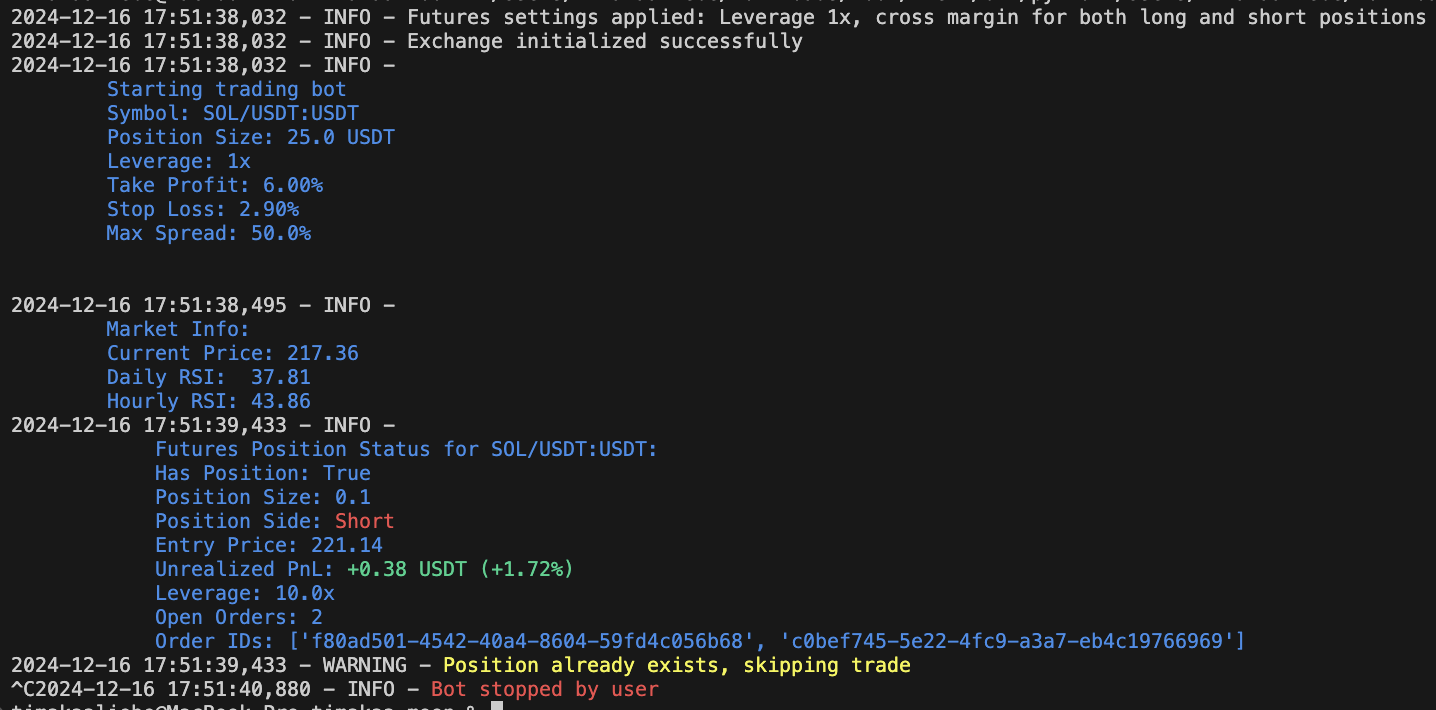 2024-12-16 17:51:38,032 - INFO - Futures settings applied: Leverage 1x, cross margin for both long and short positions
2024-12-16 17:51:38,032 - INFO - Exchange initialized successfully
2024-12-16 17:51:38,032 - INFO -
Starting trading bot
Symbol: SOL/USDT:USDT
Position Size: 25.0 USDT
Leverage: 1x
Take Profit: 6.00%
Stop Loss: 2.90%
Max Spread: 50.0%
2024-12-16 17:51:38,495 - INFO -
Market Info:
Current Price: 217.36
Daily RSI:  37.81
Hourly RSI: 43.86
2024-12-16 17:51:39,433 - INFO -
Futures Position Status for SOL/USDT:USDT:
Has Position: True
Position Size: 0.1
Position Side: Short
Entry Price: 221.14
Unrealized PnL: +0.38 USDT (+1.72%)
Leverage: 10.0x
Open Orders: 2
Order IDs: ['f80ad501-4542-40a4-8604-59fd4c056b68', 'c0bef745-5e22-4fc9-a3a7-eb4c19766969']
2024-12-16 17:51:39,433 - WARNING - Position already exists, skipping trade
^C2024-12-16 17:51:40,880 - INFO - Bot stopped by user